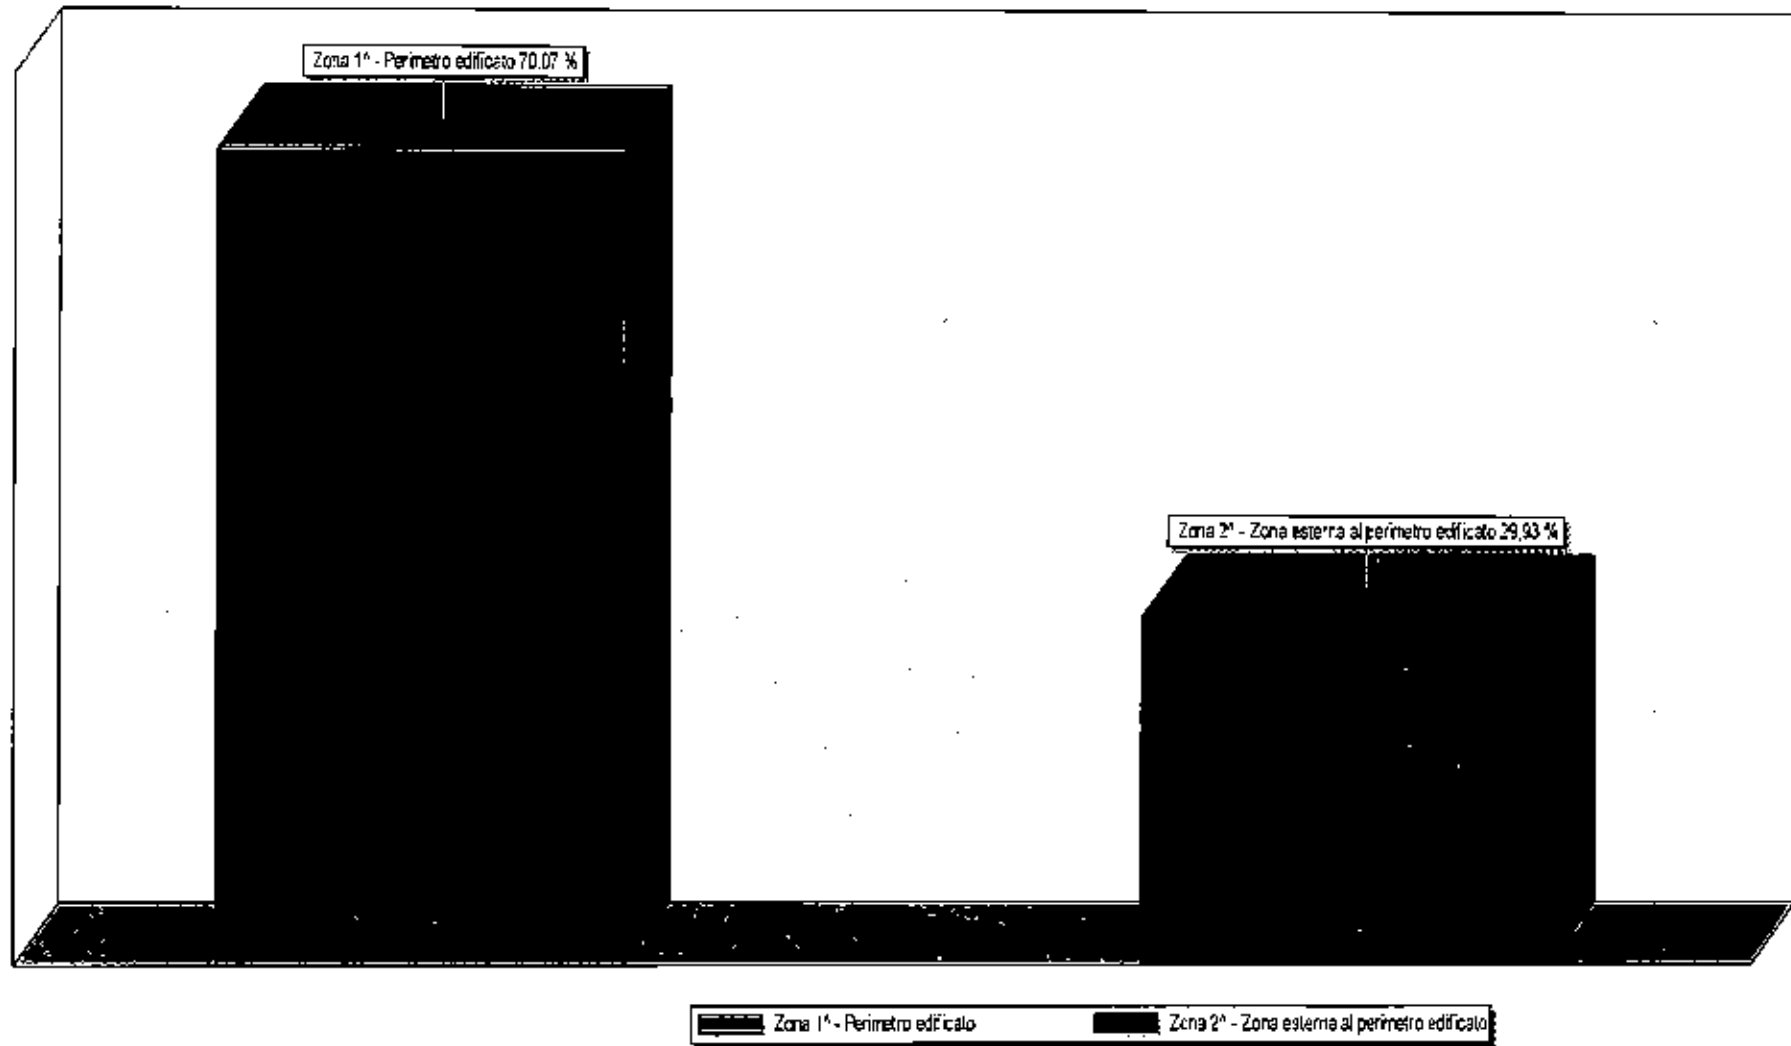 Zona 1^ - Perimetro edificato 70.07 %
Zona 2^ - Zona esterna al perimetro edificato 29,93 %
Zona 1^ - Perimetro edificato
Zona 2^ - Zona esterna al perimetro edificato